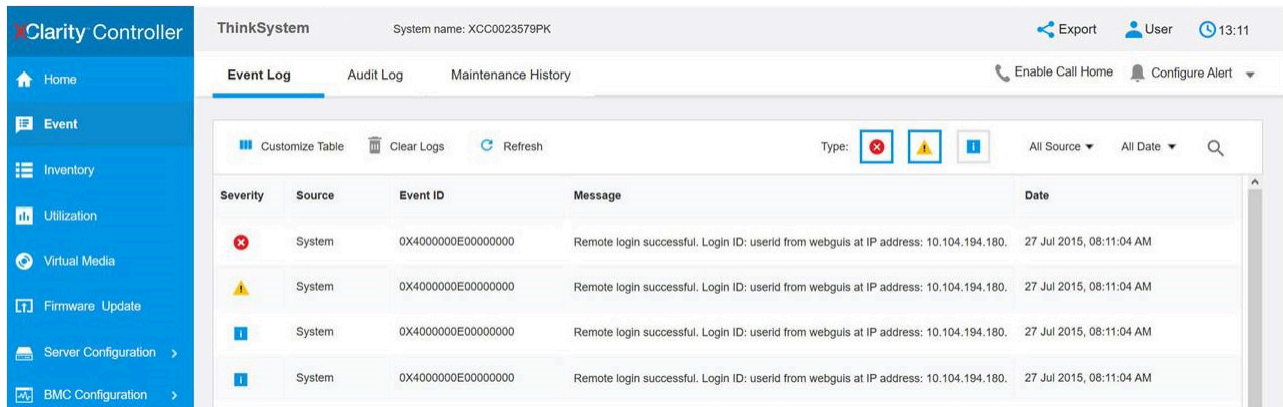 XClarity Controller
ThinkSystem System name: XCC0023579PK Export User 13:11
Home
Event Log Audit Log Maintenance History Enable Call Home Configure Alert
Event
Customize Table Clear Logs Refresh Type: All Source All Date
Inventory
Severity Source Event ID Message Date
Utilization
System 0X4000000E00000000 Remote login successful. Login ID: userid from webguis at IP address: 10.104.194.180. 27 Jul 2015, 08:11:04 AM
Virtual Media
System 0X4000000E00000000 Remote login successful. Login ID: userid from webguis at IP address: 10.104.194.180. 27 Jul 2015, 08:11:04 AM
Firmware Update
System 0X4000000E00000000 Remote login successful. Login ID: userid from webguis at IP address: 10.104.194.180. 27 Jul 2015, 08:11:04 AM
Server Configuration
System 0X4000000E00000000 Remote login successful. Login ID: userid from webguis at IP address: 10.104.194.180. 27 Jul 2015, 08:11:04 AM
BMC Configuration